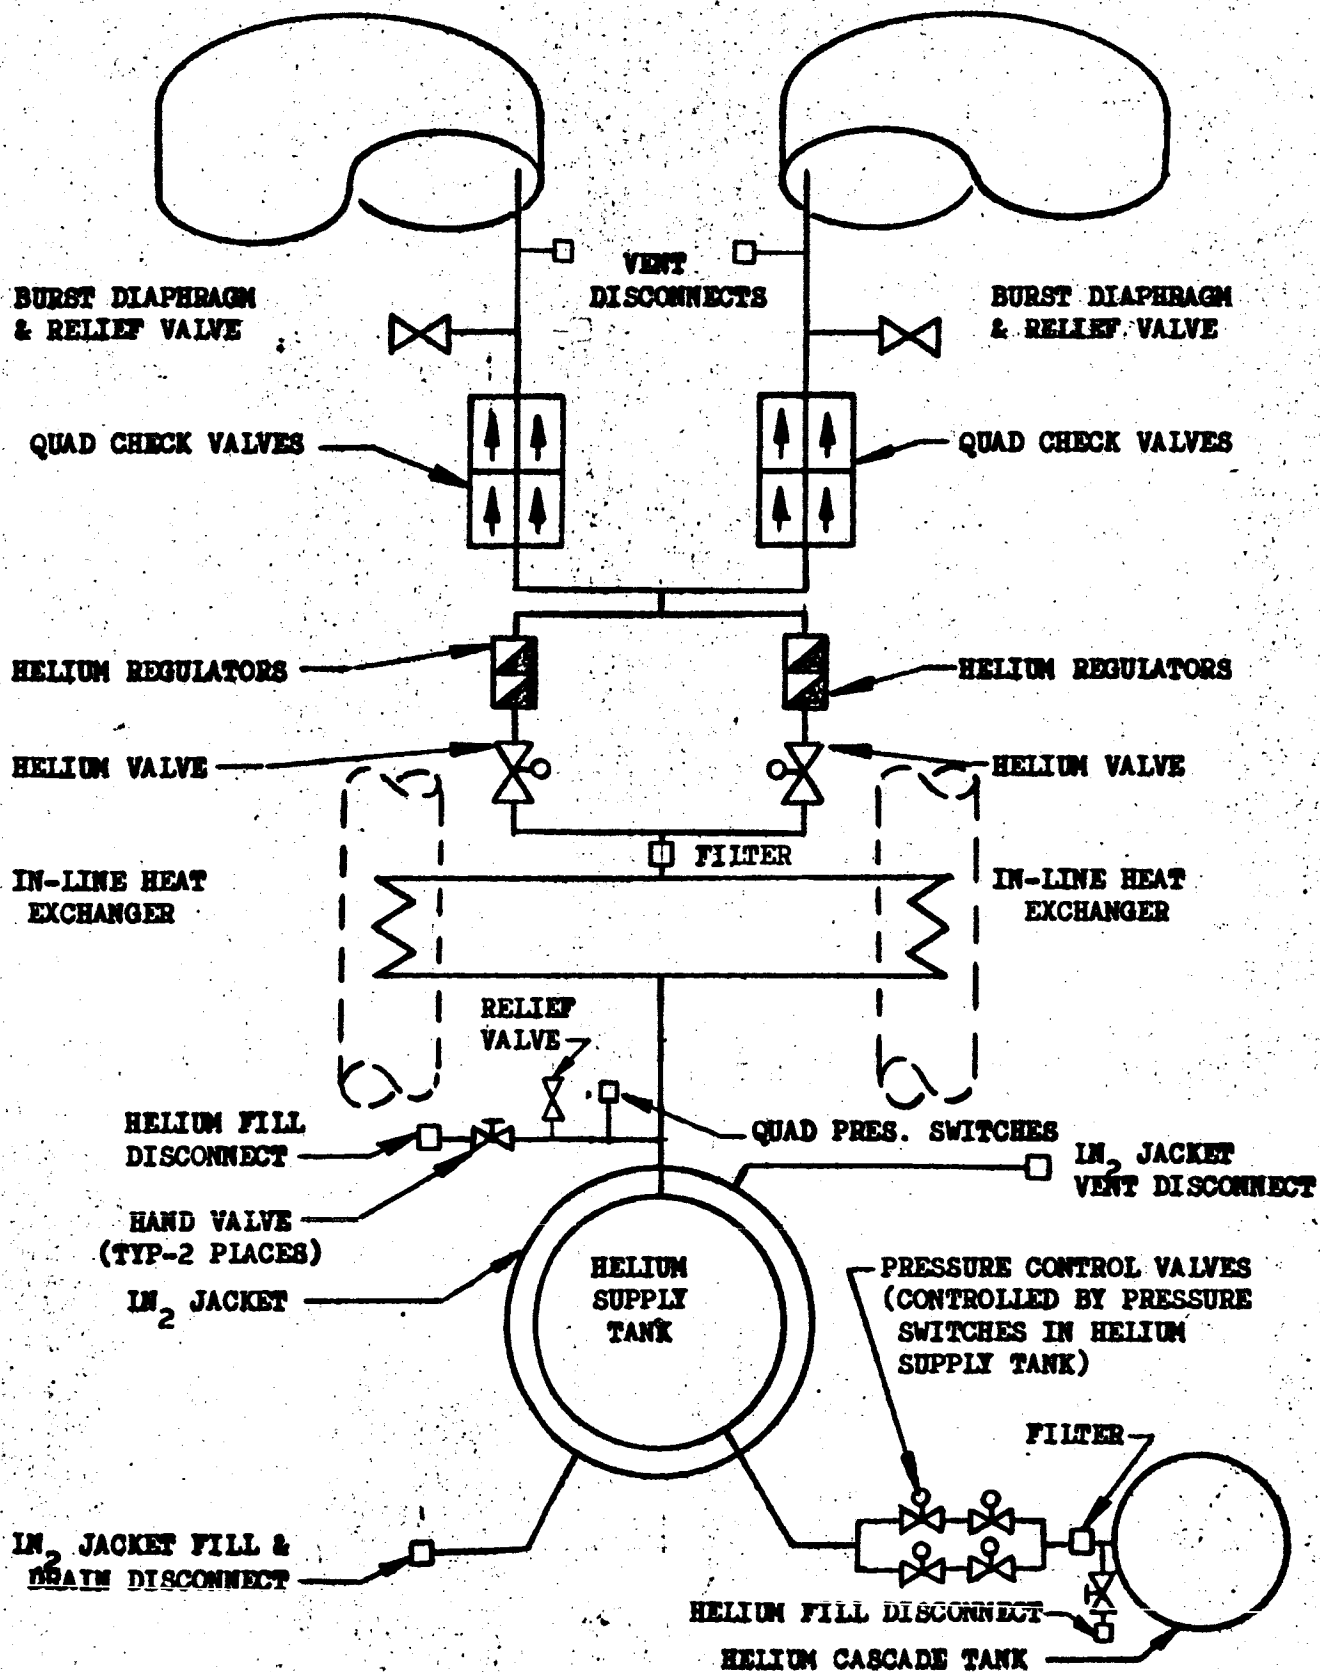 VENT
DISCONNECTS
BURST DIAPHRAGM
& RELIEF VALVE
BURST DIAPHRAGM
& RELIEF VALVE
QUAD CHECK VALVES
QUAD CHECK VALVES
HELIUM REGULATORS
HELIUM REGULATORS
HELIUM VALVE
HELIUM VALVE
FILTER
IN-LINE HEAT
EXCHANGER
IN-LINE HEAT
EXCHANGER
RELIEF
VALVE
HELIUM FILL
DISCONNECT
QUAD PRES. SWITCHES
LN2 JACKET
VENT DISCONNECT
HAND VALVE
(TYP-2 PLACES)
LN2 JACKET
HELIUM
SUPPLY
TANK
PRESSURE CONTROL VALVES
(CONTROLLED BY PRESSURE
SWITCHES IN HELIUM
SUPPLY TANK)
FILTER
LN2 JACKET FILL &
DRAIN DISCONNECT
HELIUM FILL DISCONNECT
HELIUM CASCADE TANK